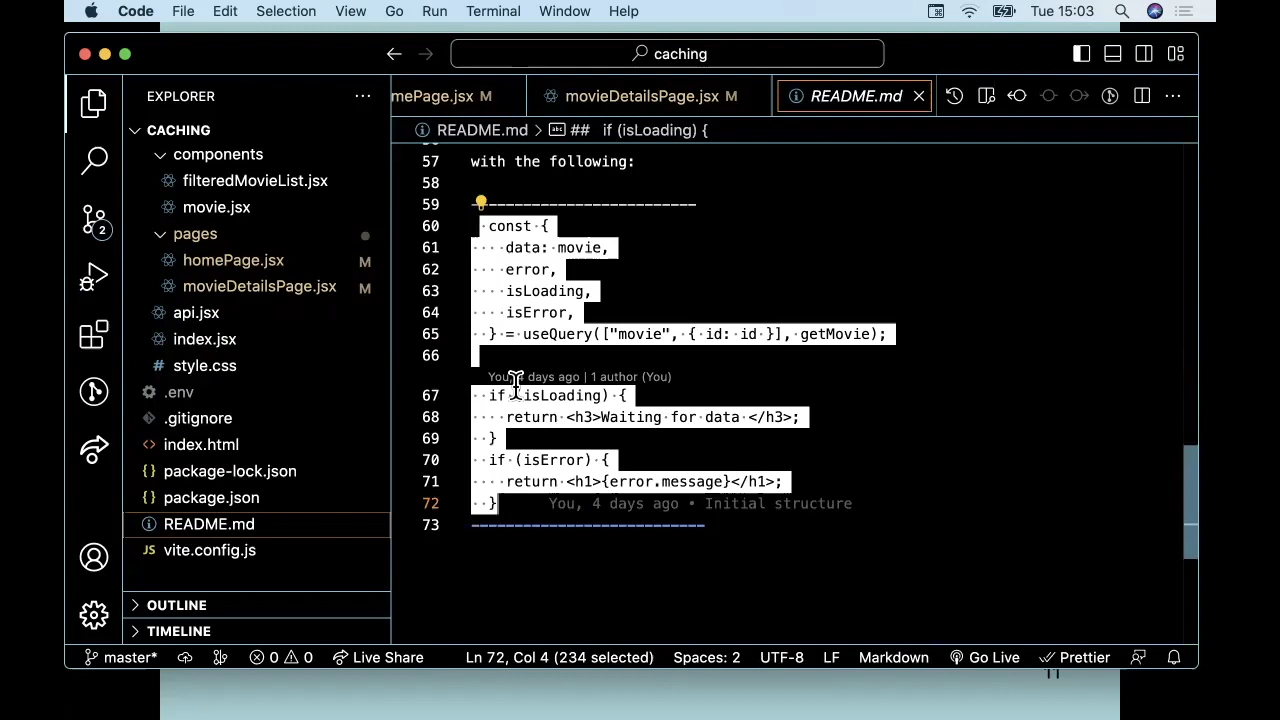 Code File Edit Selection View Go Run Terminal Window Help Tue 15:03
caching
EXPLORER
mePage.jsx M movieDetailsPage.jsx M README.md
README.md > ## if (isLoading) {
CACHING
components
filteredMovieList.jsx
movie.jsx
pages
homePage.jsx M
movieDetailsPage.jsx M
api.jsx
index.jsx
style.css
.env
.gitignore
index.html
package-lock.json
package.json
README.md
JS vite.config.js
OUTLINE
TIMELINE
2
57 with the following:
58
59 --------------------------
60 const {
61 data: movie,
62 error,
63 isLoading,
64 isError,
65 } = useQuery(["movie", { id: id }], getMovie);
66
You, 4 days ago | 1 author (You)
67 if (isLoading) {
68 return <h3>Waiting for data </h3>;
69 }
70 if (isError) {
71 return <h1>{error.message}</h1>;
72 } You, 4 days ago • Initial structure
73 ---------------------------
master* 0 0 Live Share Ln 72, Col 4 (234 selected) Spaces: 2 UTF-8 LF Markdown Go Live Prettier